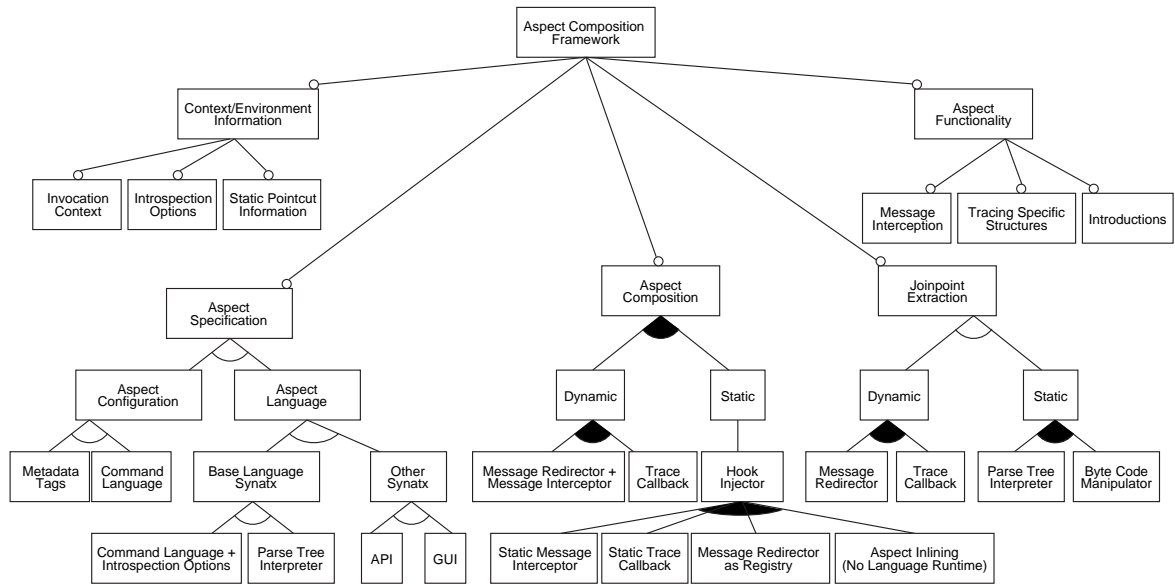 Aspect Composition
Framework
Context/Environment
Information
Aspect
Functionality
Invocation
Context
Introspection
Options
Static Pointcut
Information
Message
Interception
Tracing Specific
Structures
Introductions
Aspect
Specification
Aspect
Composition
Joinpoint
Extraction
Aspect
Configuration
Aspect
Language
Dynamic
Static
Dynamic
Static
Metadata
Tags
Command
Language
Base Language
Synatx
Other
Synatx
Message Redirector +
Message Interceptor
Trace
Callback
Hook
Injector
Message
Redirector
Trace
Callback
Parse Tree
Interpreter
Byte Code
Manipulator
Command Language +
Introspection Options
Parse Tree
Interpreter
API
GUI
Static Message
Interceptor
Static Trace
Callback
Message Redirector
as Registry
Aspect Inlining
(No Language Runtime)